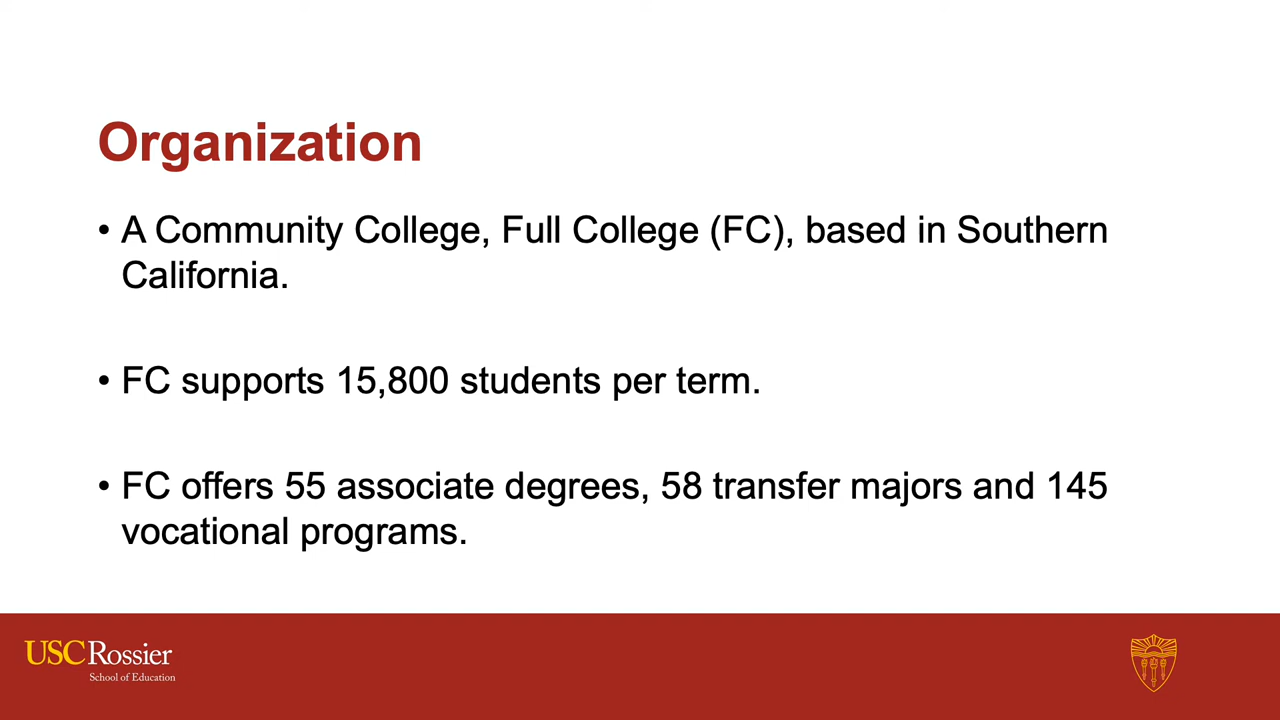 Organization
• A Community College, Full College (FC), based in Southern
California.
• FC supports 15,800 students per term.
• FC offers 55 associate degrees, 58 transfer majors and 145
vocational programs.
USC Rossier
School of Education